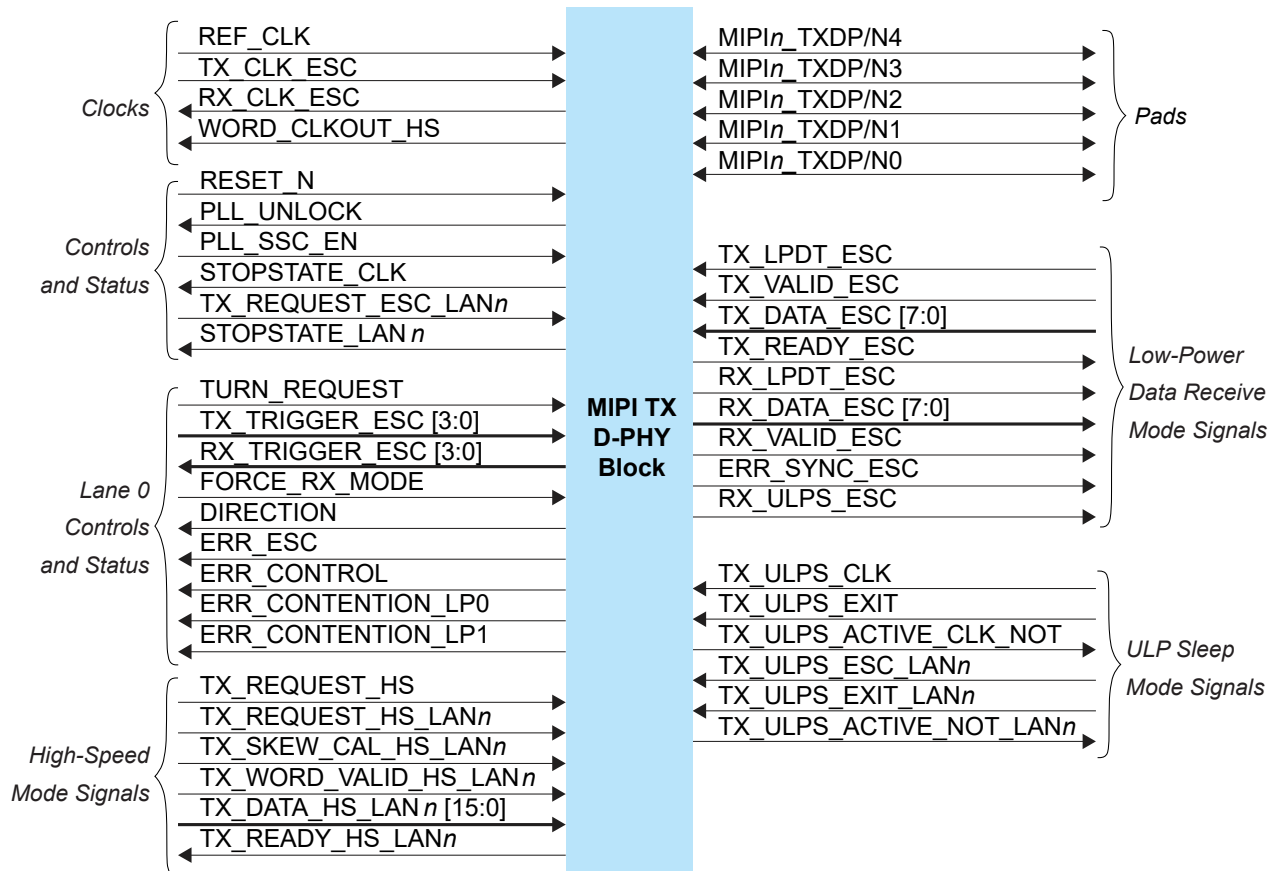 Clocks
REF_CLK
TX_CLK_ESC
RX_CLK_ESC
WORD_CLKOUT_HS
Controls
and Status
RESET_N
PLL_UNLOCK
PLL_SSC_EN
STOPSTATE_CLK
TX_REQUEST_ESC_LANn
STOPSTATE_LAN n
Lane 0
Controls
and Status
TURN_REQUEST
TX_TRIGGER_ESC [3:0]
RX_TRIGGER_ESC [3:0]
FORCE_RX_MODE
DIRECTION
ERR_ESC
ERR_CONTROL
ERR_CONTENTION_LP0
ERR_CONTENTION_LP1
High-Speed
Mode Signals
TX_REQUEST_HS
TX_REQUEST_HS_LANn
TX_SKEW_CAL_HS_LANn
TX_WORD_VALID_HS_LANn
TX_DATA_HS_LAN n [15:0]
TX_READY_HS_LANn
MIPI TX
D-PHY
Block
MIPIn_TXDP/N4
MIPIn_TXDP/N3
MIPIn_TXDP/N2
MIPIn_TXDP/N1
MIPIn_TXDP/N0
Pads
TX_LPDT_ESC
TX_VALID_ESC
TX_DATA_ESC [7:0]
TX_READY_ESC
RX_LPDT_ESC
RX_DATA_ESC [7:0]
RX_VALID_ESC
ERR_SYNC_ESC
RX_ULPS_ESC
Low-Power
Data Receive
Mode Signals
TX_ULPS_CLK
TX_ULPS_EXIT
TX_ULPS_ACTIVE_CLK_NOT
TX_ULPS_ESC_LANn
TX_ULPS_EXIT_LANn
TX_ULPS_ACTIVE_NOT_LANn
ULP Sleep
Mode Signals